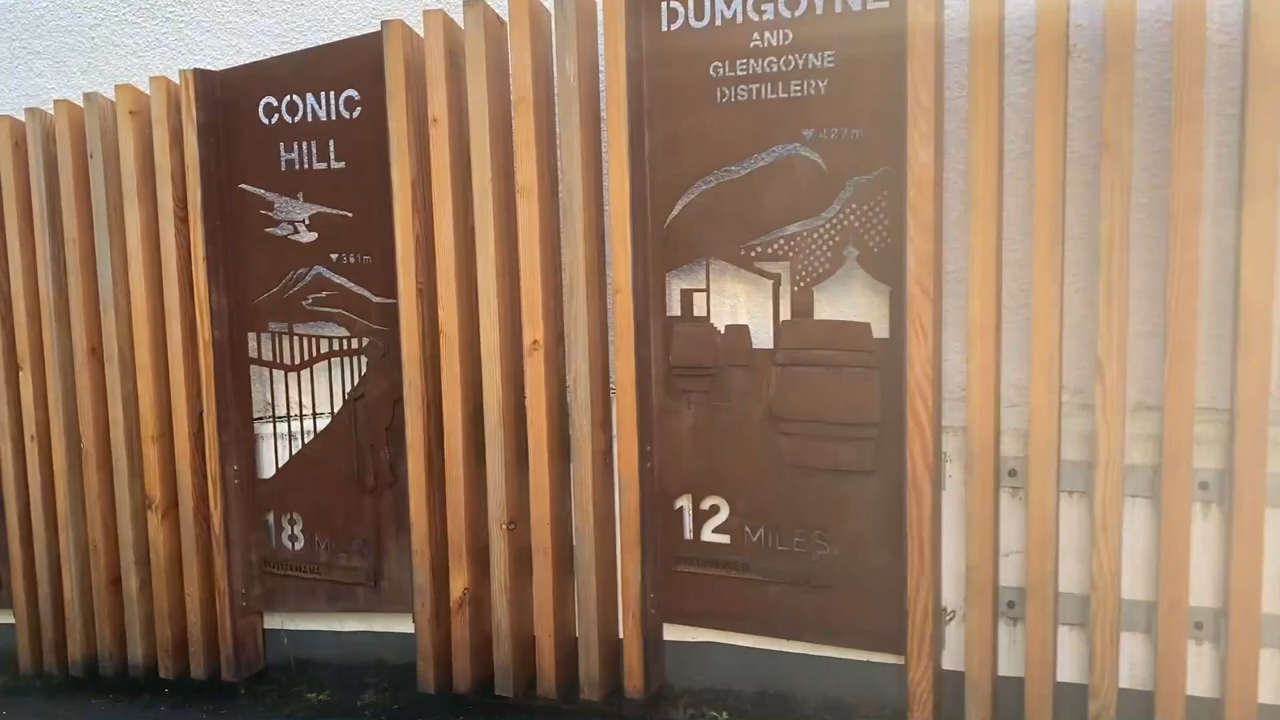 CONIC
HILL
▼361m
18 MILES
DUMGOYNE
AND
GLENGOYNE
DISTILLERY
▼427m
12 MILES